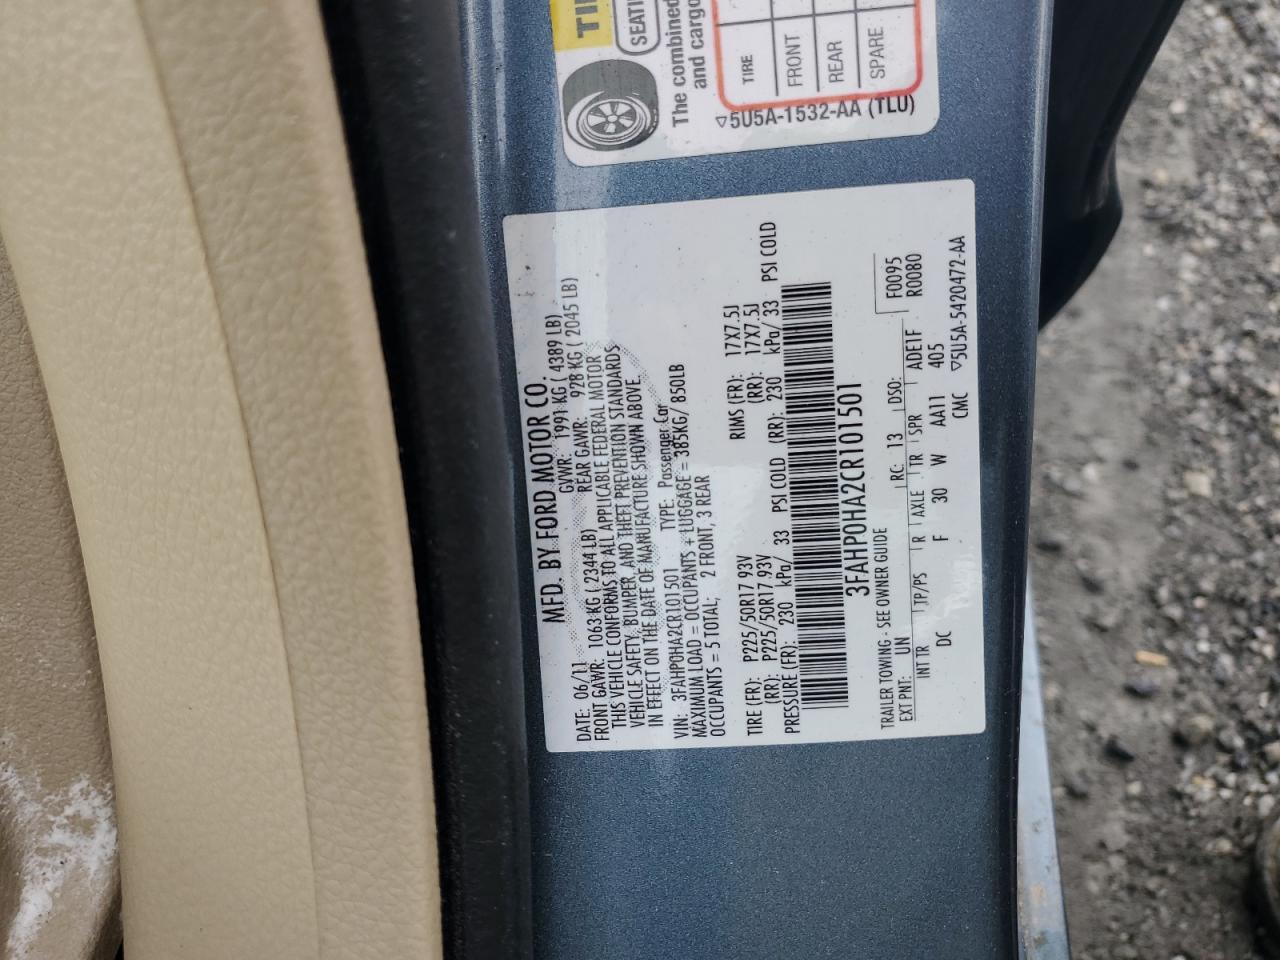 TI
SEATI
The combined
and cargo
TIRE
FRONT
REAR
SPARE
5U5A-1532-AA (TLU)
MFD. BY FORD MOTOR CO.
DATE: 06/11 GVWR: 1991 KG ( 4389 LB)
FRONT GAWR: 1063 KG ( 2344 LB) REAR GAWR: 928 KG ( 2045 LB)
THIS VEHICLE CONFORMS TO ALL APPLICABLE FEDERAL MOTOR
VEHICLE SAFETY, BUMPER, AND THEFT PREVENTION STANDARDS
IN EFFECT ON THE DATE OF MANUFACTURE SHOWN ABOVE.
VIN: 3FAHP0HA2CR101501 TYPE: Passenger Car
MAXIMUM LOAD = OCCUPANTS + LUGGAGE = 385KG/ 850LB
OCCUPANTS = 5 TOTAL; 2 FRONT, 3 REAR
TIRE (FR): P225/50R17 93V RIMS (FR): 17X7.5J
(RR): P225/50R17 93V (RR): 17X7.5J
PRESSURE (FR): 230 kPa/ 33 PSI COLD (RR): 230 kPa/ 33 PSI COLD
3FAHP0HA2CR101501
TRAILER TOWING - SEE OWNER GUIDE F0095
EXT PNT: UN RC: 13 DSO: R0080
INT TR TP/PS R AXLE TR SPR ADE1F
DC F 30 W AA11 405
CMC ▽5U5A-5420472-AA